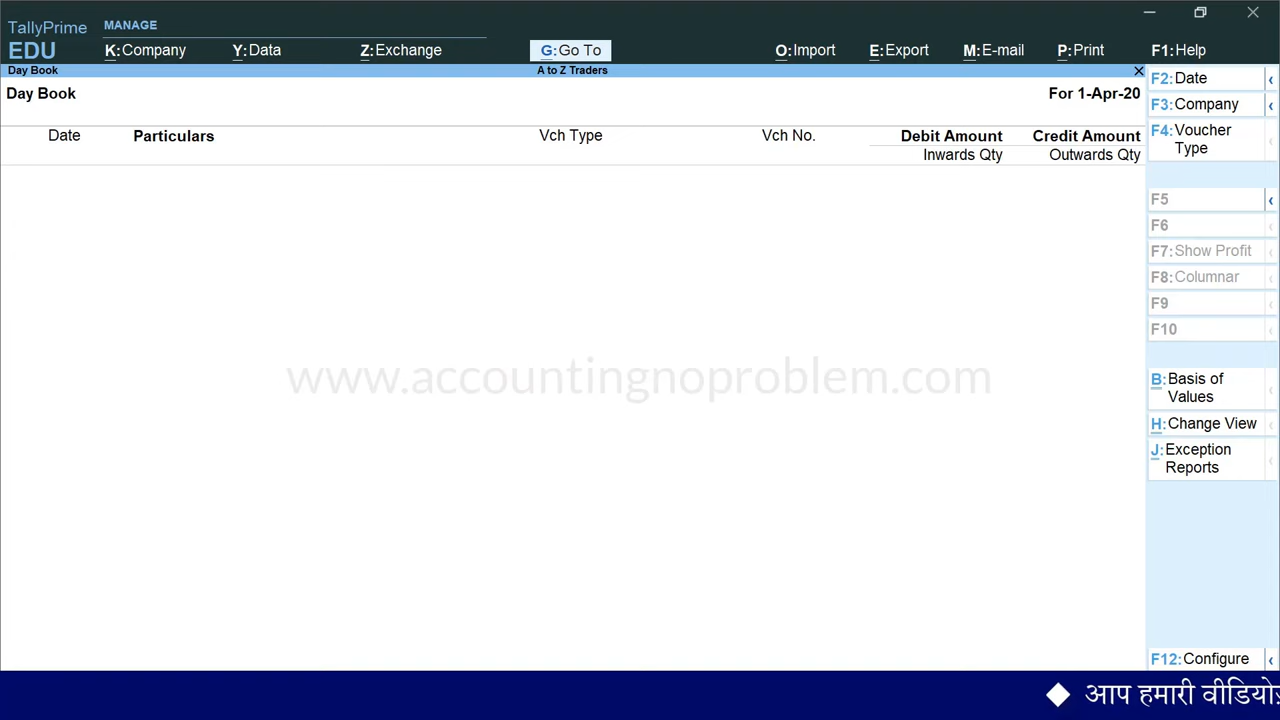 TallyPrime
EDU
MANAGE
K:Company Y:Data Z:Exchange G:Go To O:Import E:Export M:E-mail P:Print F1:Help
Day Book A to Z Traders
Day Book For 1-Apr-20
Date Particulars Vch Type Vch No. Debit Amount Credit Amount
Inwards Qty Outwards Qty
www.accountingnoproblem.com
F2:Date
F3:Company
F4:Voucher
Type
F5
F6
F7:Show Profit
F8:Columnar
F9
F10
B:Basis of
Values
H:Change View
J:Exception
Reports
F12:Configure
आप हमारी